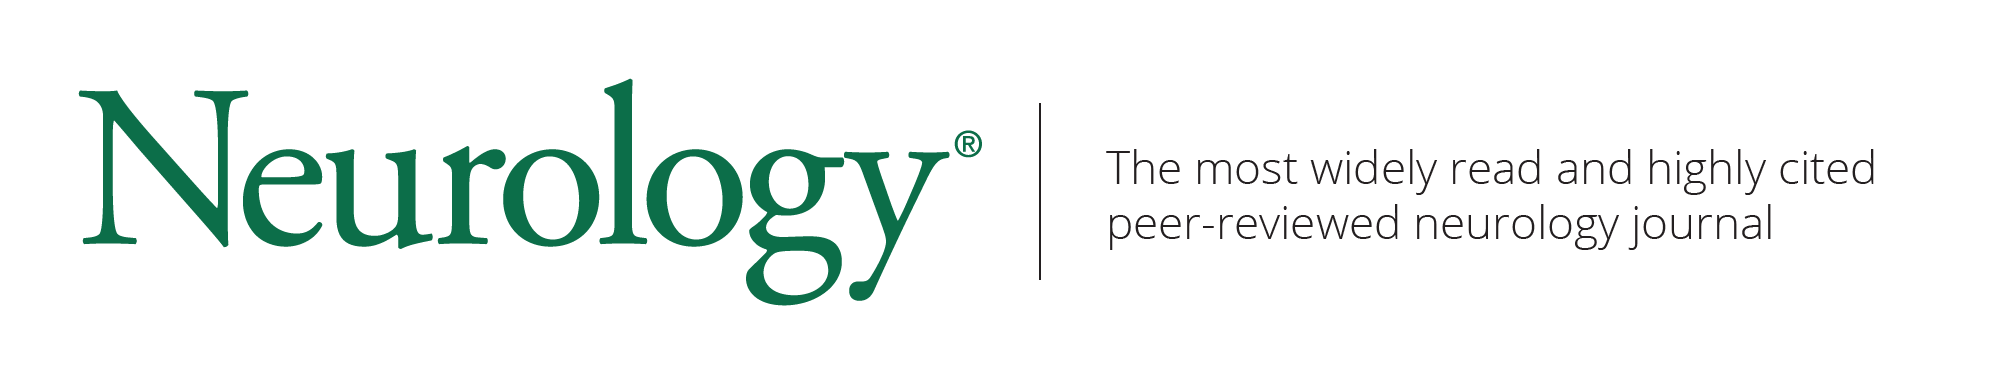 Neurology®
The most widely read and highly cited
peer-reviewed neurology journal